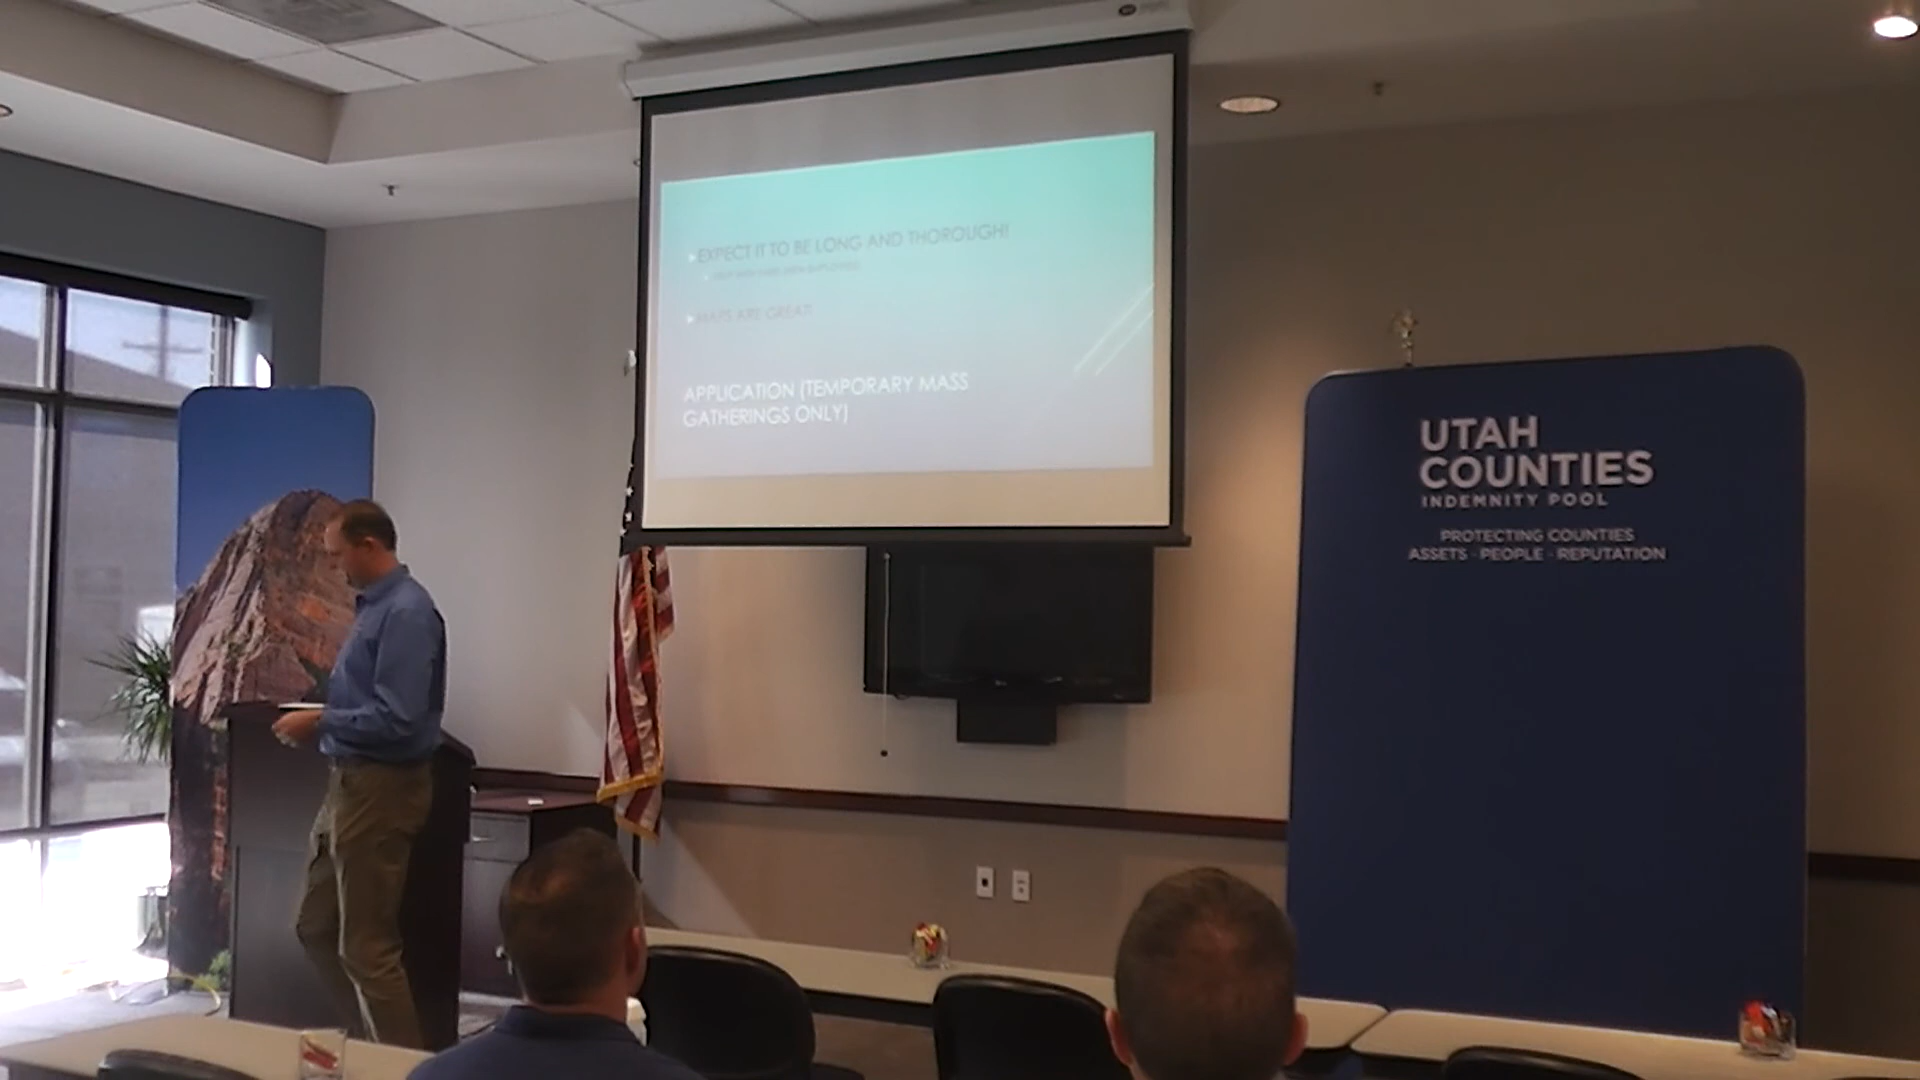 EXPECT IT TO BE LONG AND THOROUGH!
MAPS ARE GREAT!
APPLICATION (TEMPORARY MASS
GATHERINGS ONLY)
UTAH
COUNTIES
INDEMNITY POOL
PROTECTING COUNTIES
ASSETS · PEOPLE · REPUTATION